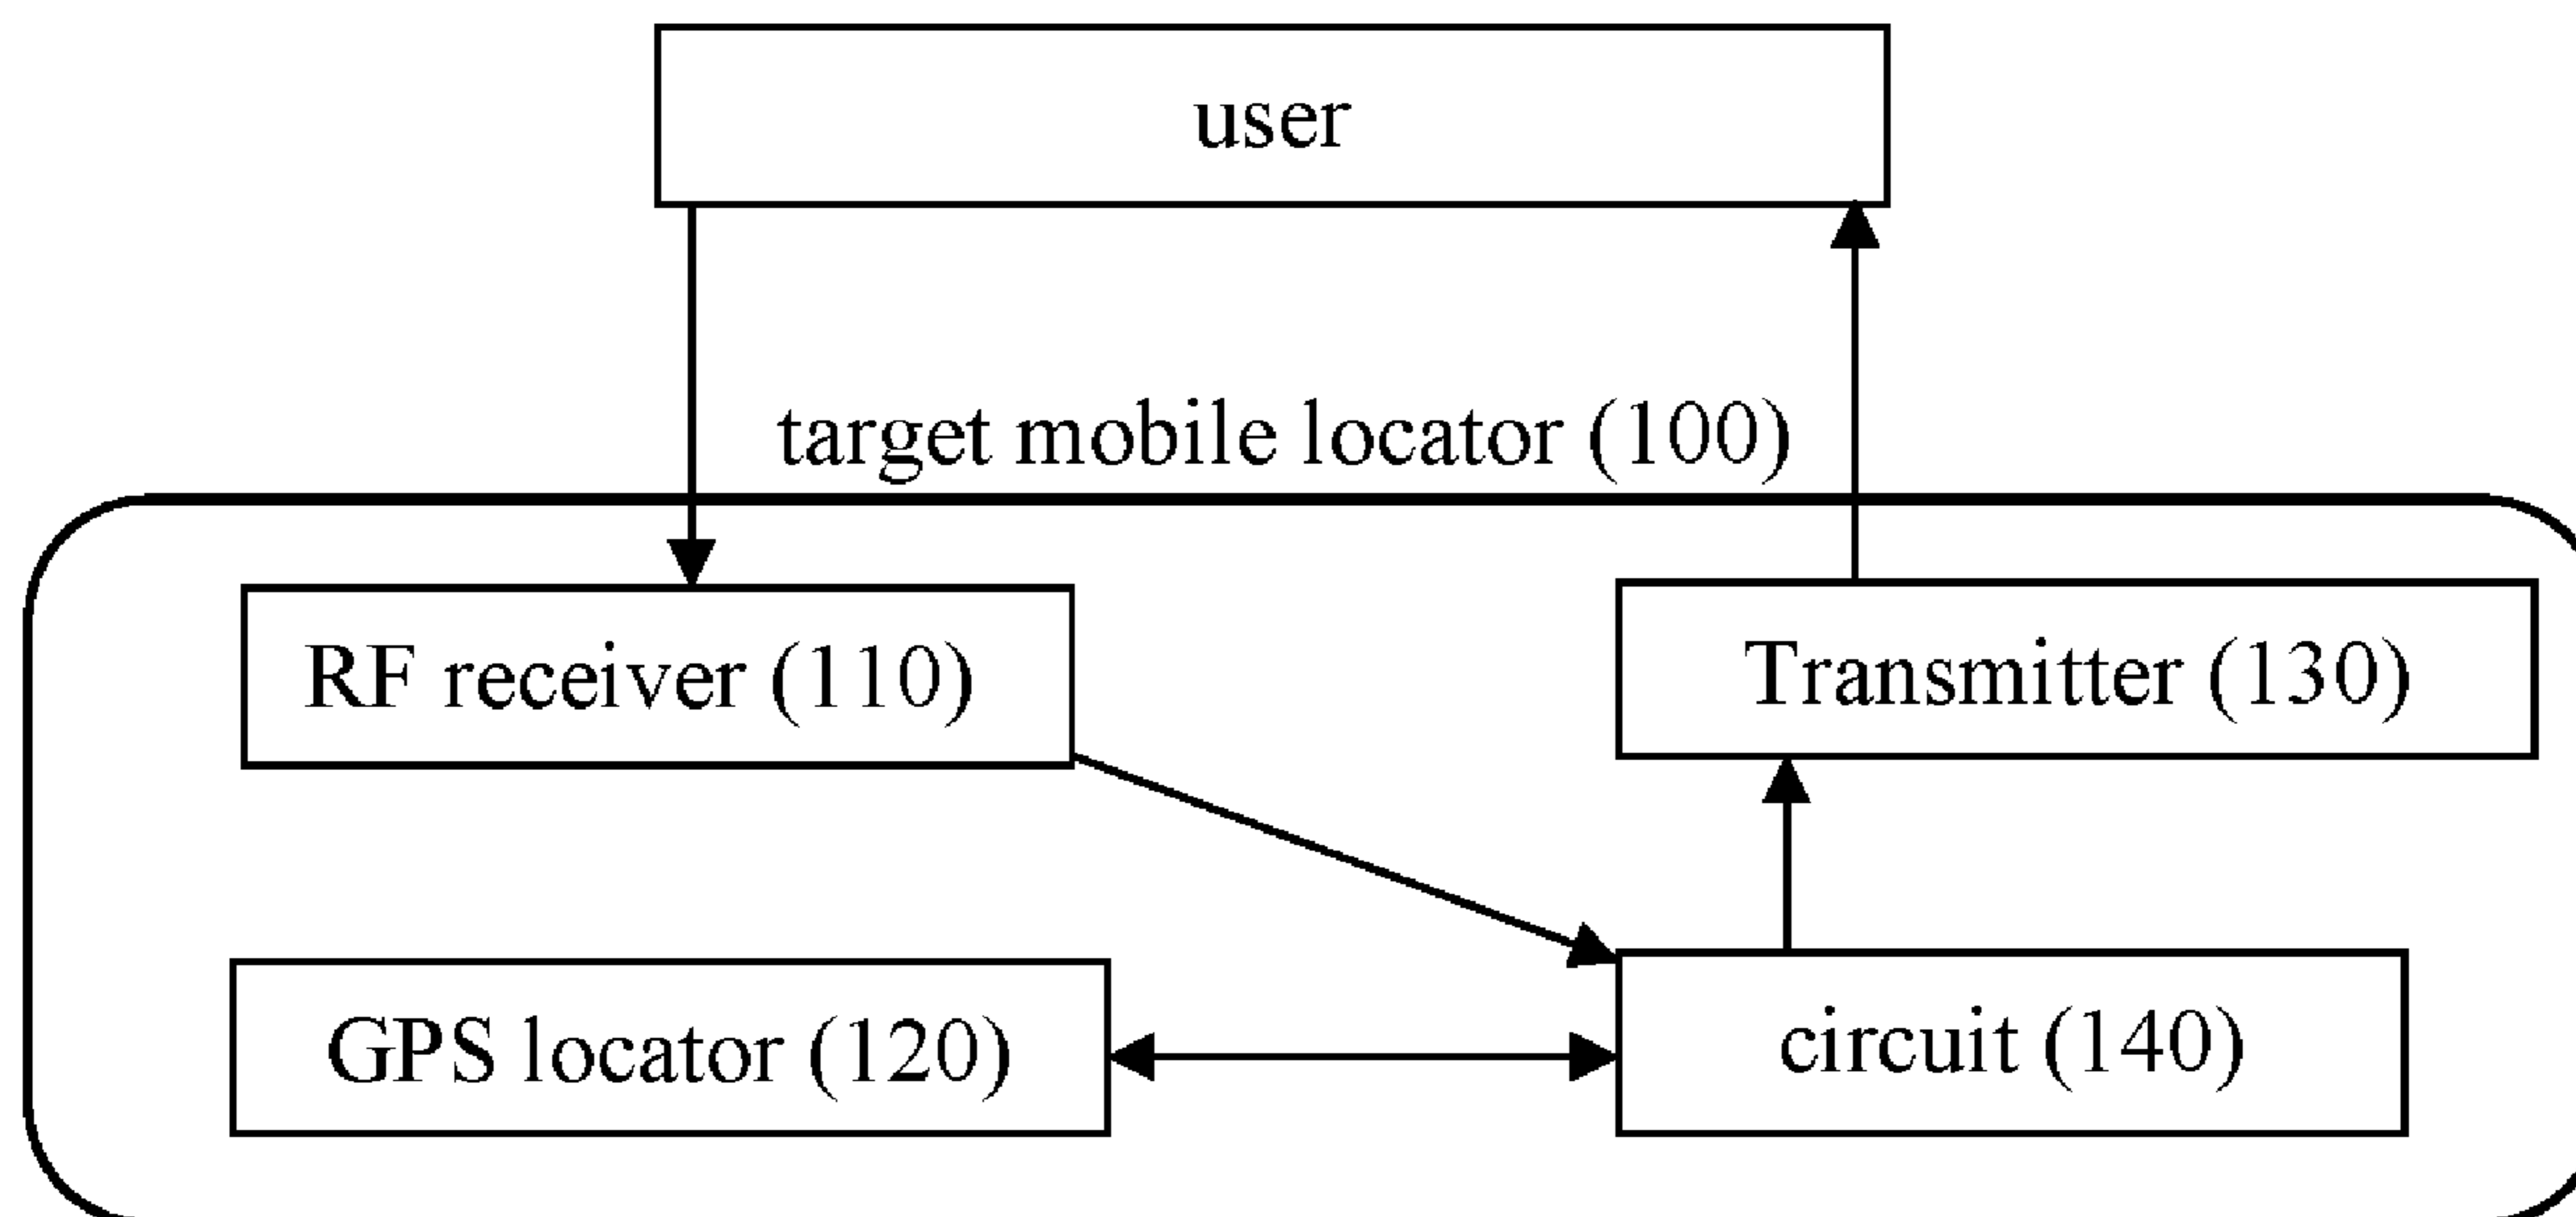 user
target mobile locator (100)
RF receiver (110)
Transmitter (130)
GPS locator (120)
circuit (140)